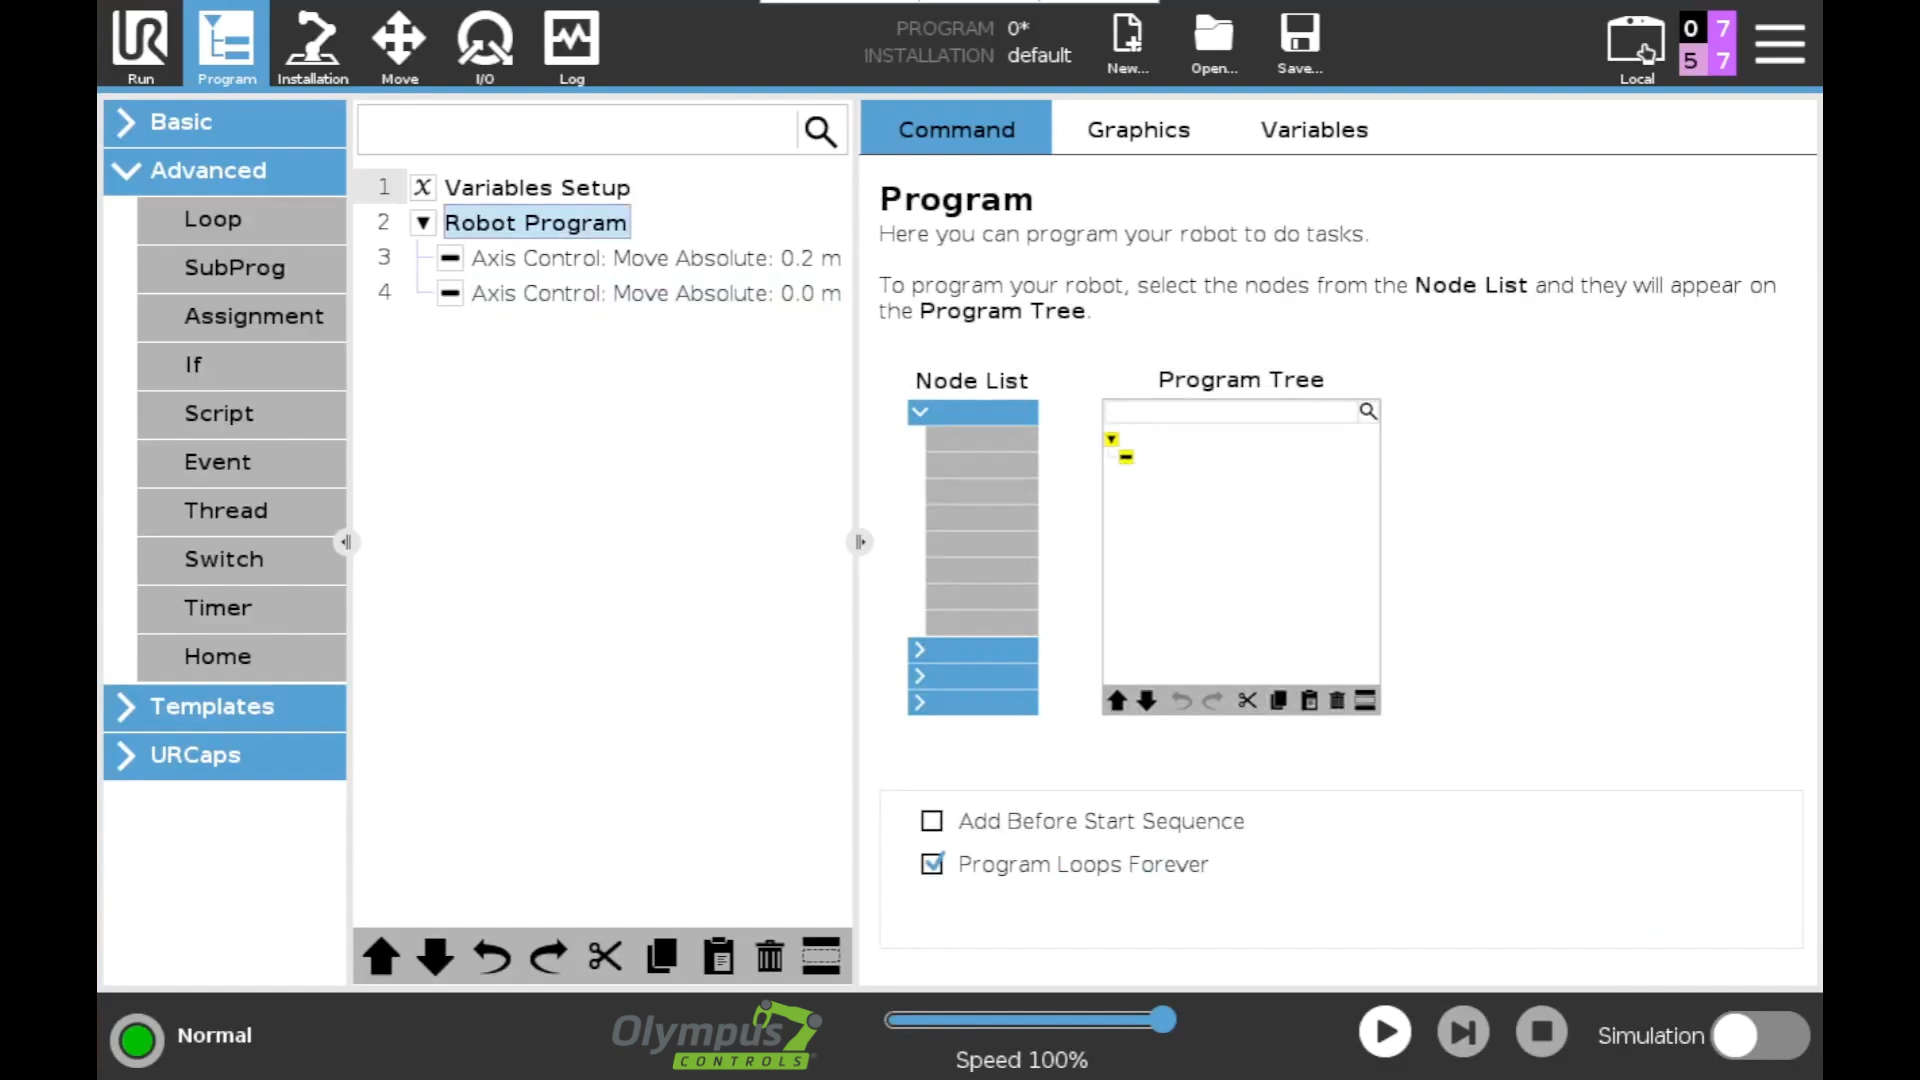 PROGRAM 0*
INSTALLATION default
Run
Program
Installation
Move
I/O
Log
New...
Open...
Save...
Local
0 7
5 7
Basic
Advanced
Loop
SubProg
Assignment
If
Script
Event
Thread
Switch
Timer
Home
Templates
URCaps
1 X Variables Setup
2 Robot Program
3 Axis Control: Move Absolute: 0.2 m
4 Axis Control: Move Absolute: 0.0 m
Command
Graphics
Variables
Program
Here you can program your robot to do tasks.
To program your robot, select the nodes from the Node List and they will appear on
the Program Tree.
Node List
Program Tree
Add Before Start Sequence
Program Loops Forever
Normal
Olympus
CONTROLS
Speed 100%
Simulation